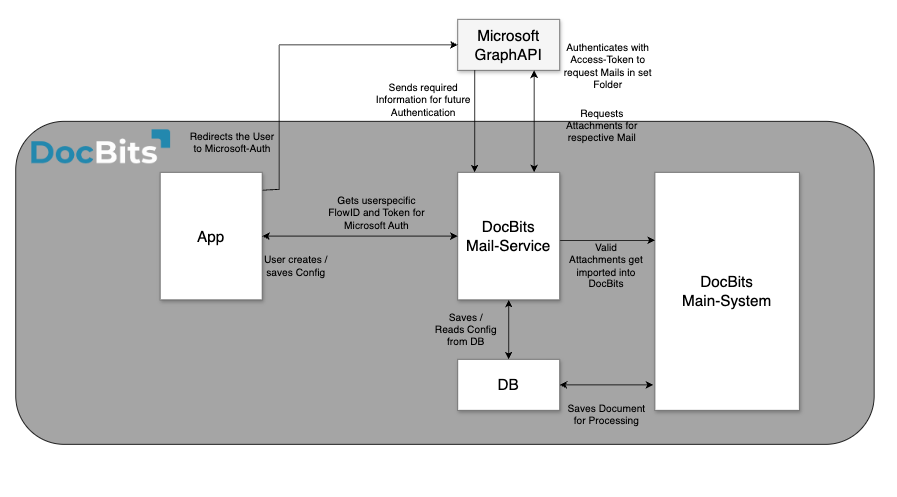 Microsoft
GraphAPI
Authenticates with
Access-Token to
request Mails in set
Folder
Sends required
Information for future
Authentication
Requests
Attachments for
respective Mail
DocBits
Redirects the User
to Microsoft-Auth
App
Gets userspecific
FlowID and Token for
Microsoft Auth
User creates /
saves Config
DocBits
Mail-Service
Valid
Attachments get
imported into
DocBits
DocBits
Main-System
Saves /
Reads Config
from DB
DB
Saves Document
for Processing